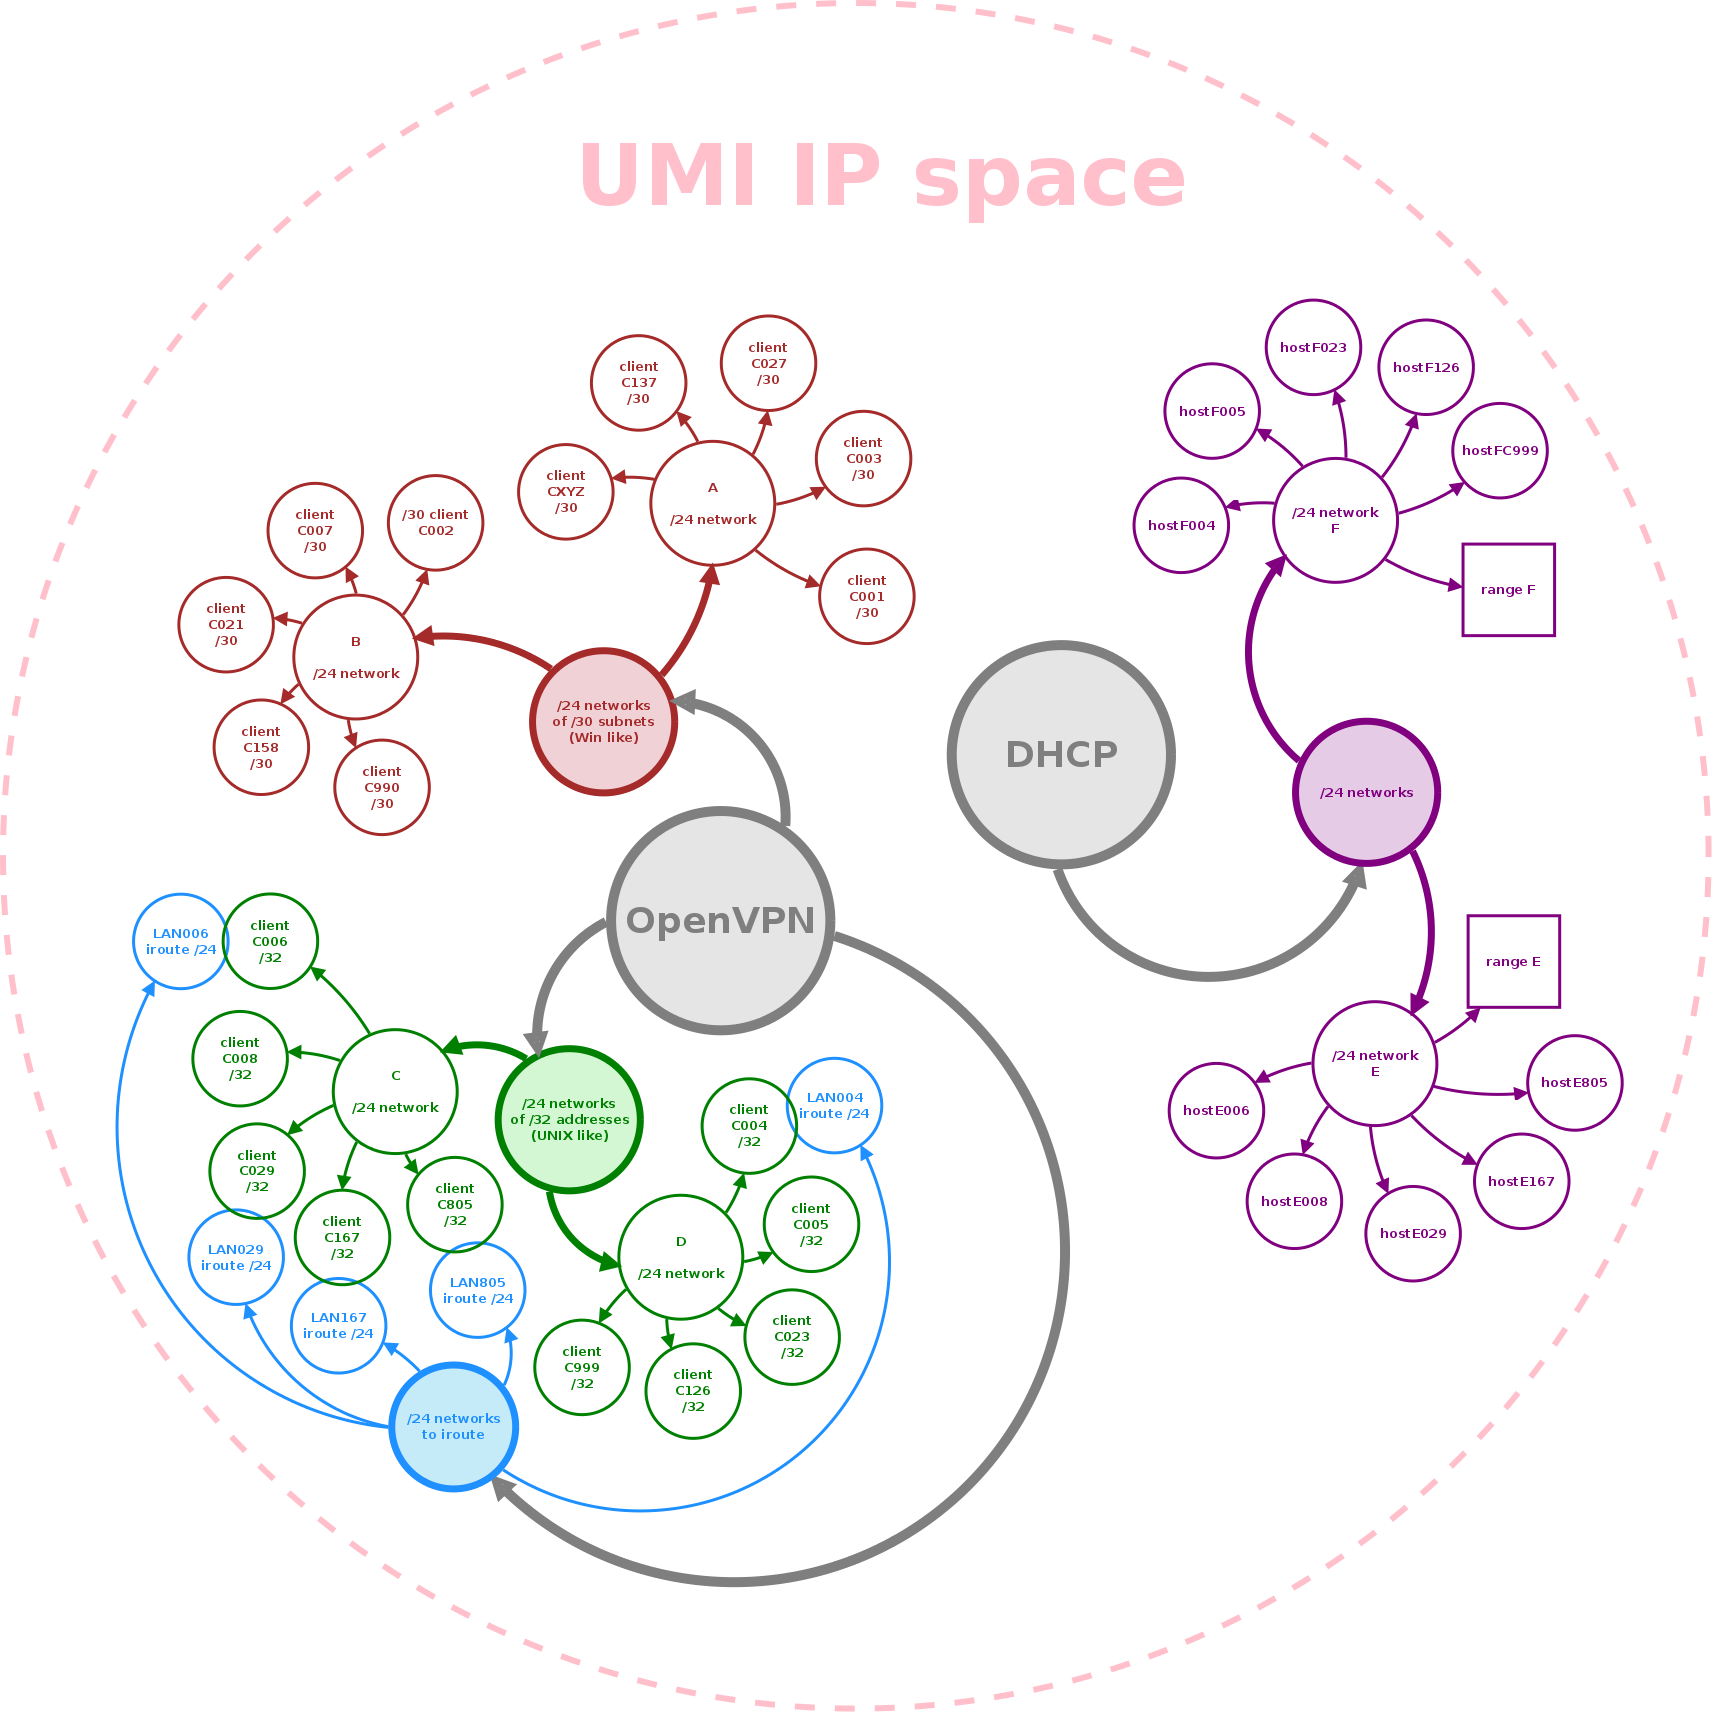 UMI IP space
client
C137
/30
client
C027
/30
client
C003
/30
client
CXYZ
/30
A
/24 network
client
C001
/30
client
C007
/30
/30 client
C002
client
C021
/30
B
/24 network
client
C158
/30
client
C990
/30
/24 networks
of /30 subnets
(Win like)
hostF023
hostF126
hostF005
hostFC999
hostF004
/24 network
F
range F
DHCP
/24 networks
OpenVPN
range E
/24 network
E
hostE805
hostE006
hostE167
hostE008
hostE029
LAN006
iroute /24
client
C006
/32
client
C008
/32
C
/24 network
client
C029
/32
client
C167
/32
client
C805
/32
/24 networks
of /32 addresses
(UNIX like)
client
C004
/32
LAN004
iroute /24
client
C005
/32
D
/24 network
client
C023
/32
client
C999
/32
client
C126
/32
LAN029
iroute /24
LAN167
iroute /24
LAN805
iroute /24
/24 networks
to iroute